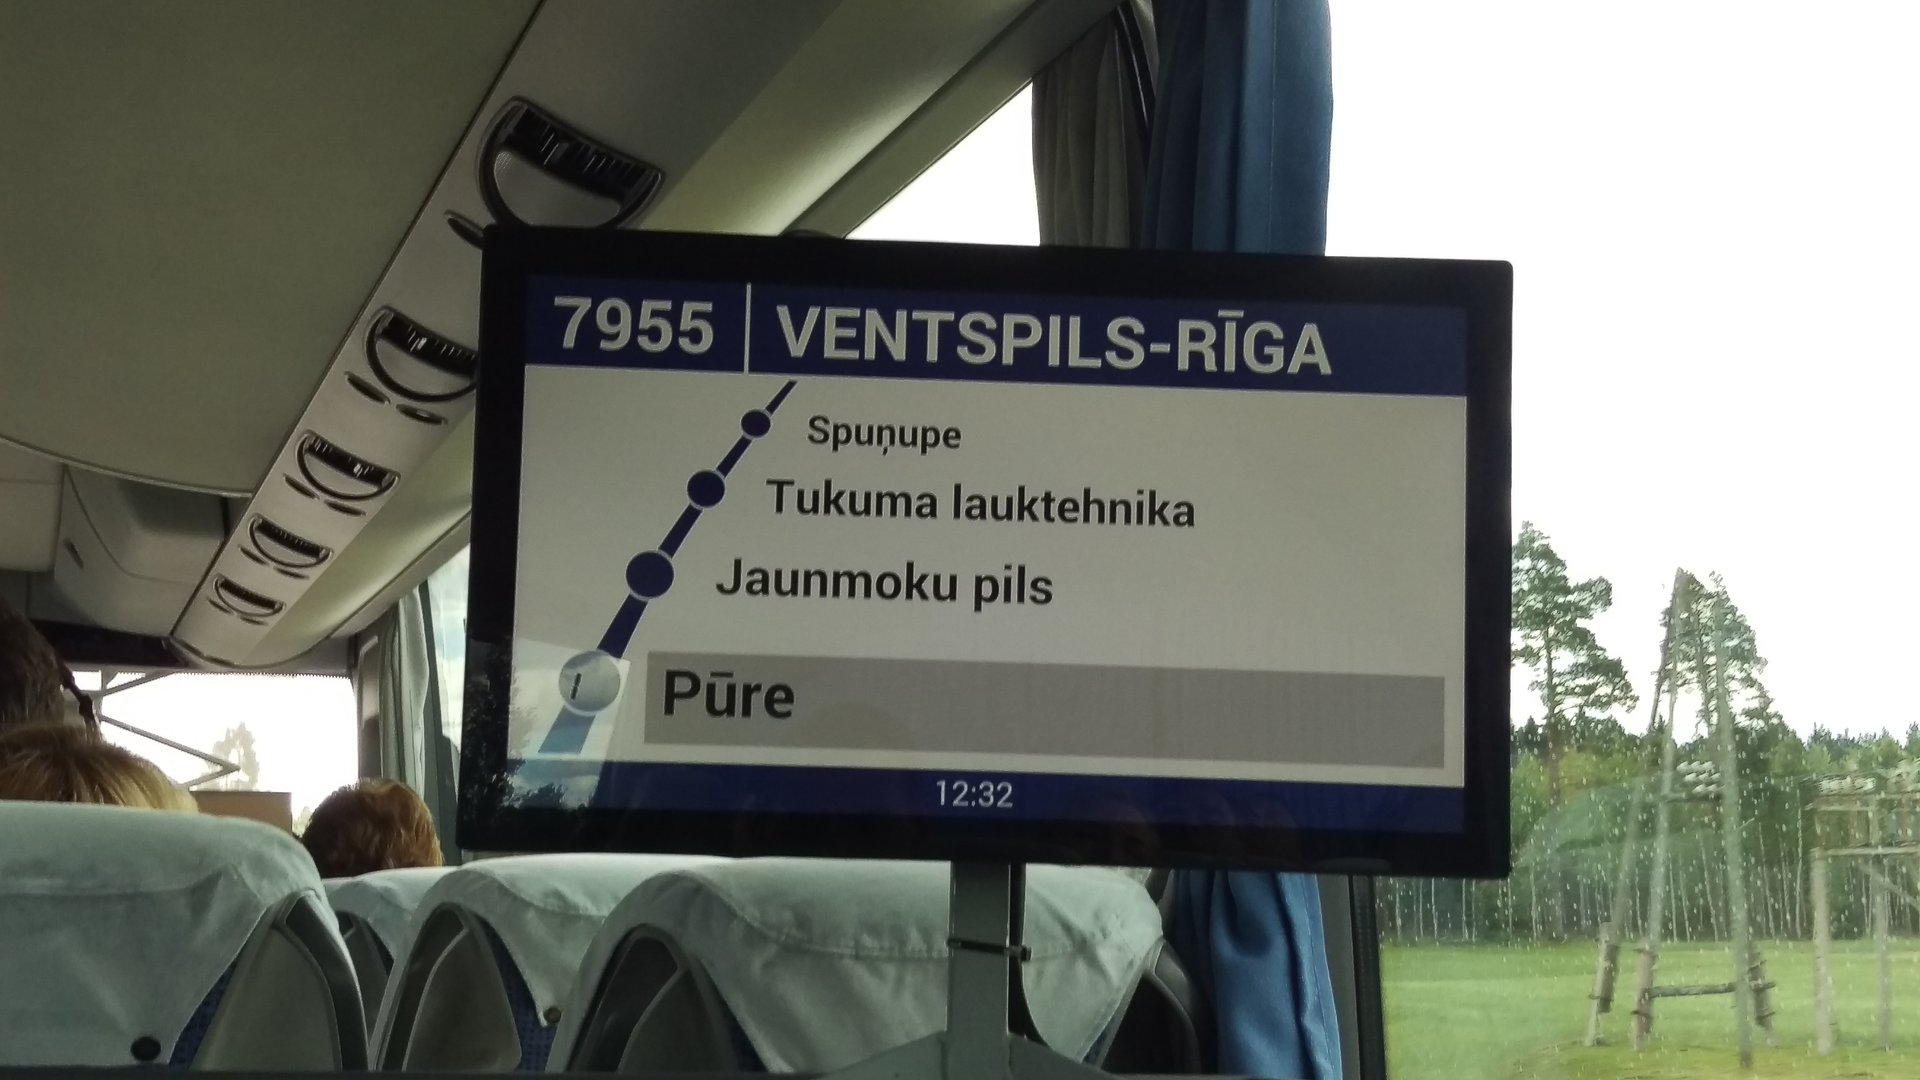 7955 VENTSPILS-RĪGA
Spuņupe
Tukuma lauktehnika
Jaunmoku pils
Pūre
12:32